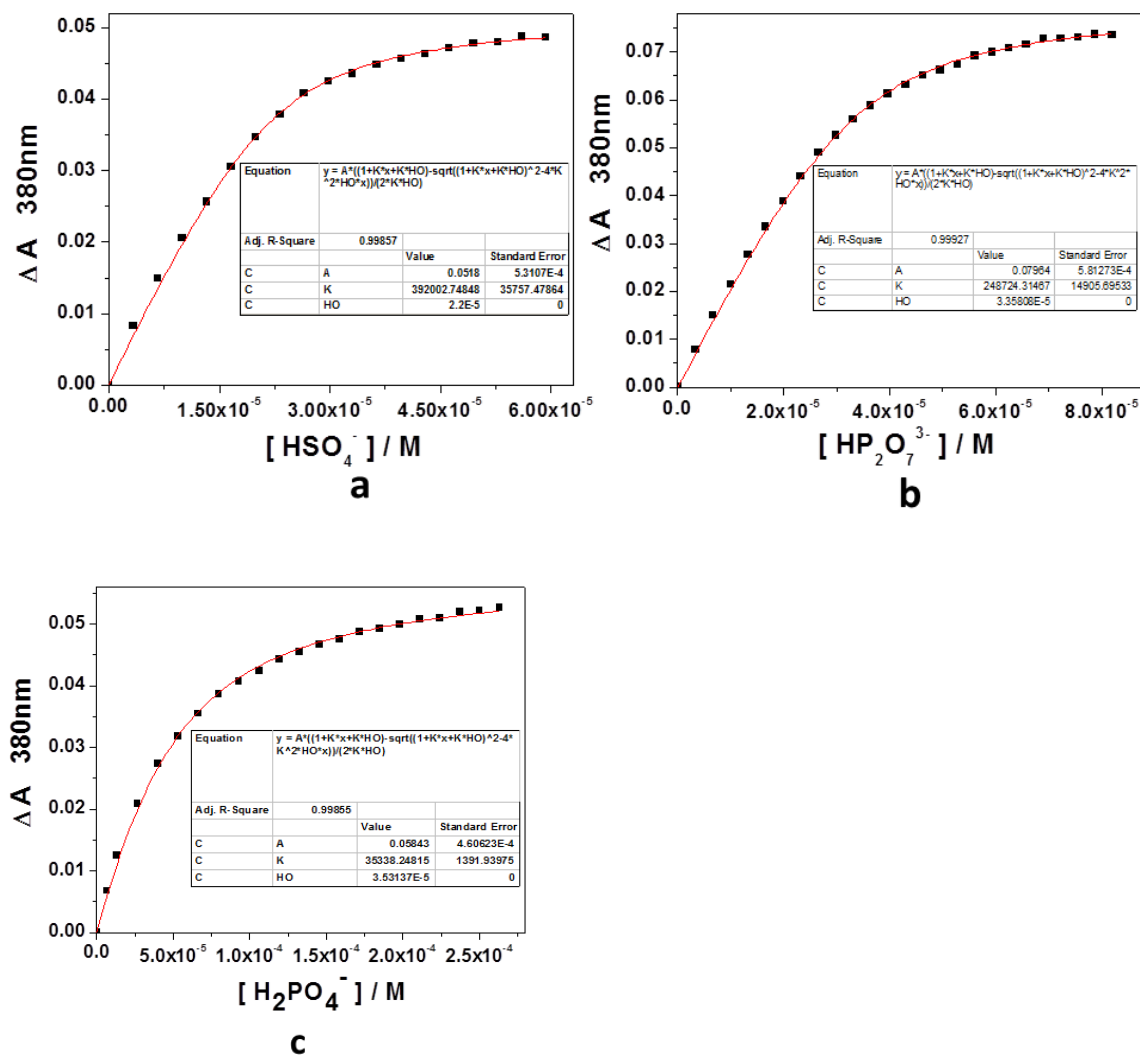 0.05
0.04
0.03
0.02
0.01
0.00
Δ A 380nm
Equation y = A*((1+K*x+K*HO)-sqrt((1+K*x+K*HO)^2-4*K
^2*HO*x))/(2*K*HO)
Adj. R-Square 0.99857
Value Standard Error
C A 0.0518 5.3107E-4
C K 392002.74848 35757.47864
C HO 2.2E-5 0
0.00 1.50x10⁻⁵ 3.00x10⁻⁵ 4.50x10⁻⁵ 6.00x10⁻⁵
[ HSO₄⁻ ] / M
a
0.07
0.06
0.05
0.04
0.03
0.02
0.01
0.00
Δ A 380nm
Equation y = A*((1+K*x+K*HO)-sqrt((1+K*x+K*HO)^2-4*K^2*
HO*x))/(2*K*HO)
Adj. R-Square 0.99927
Value Standard Error
C A 0.07964 5.81273E-4
C K 248724.31467 14905.69533
C HO 3.35808E-5 0
0.0 2.0x10⁻⁵ 4.0x10⁻⁵ 6.0x10⁻⁵ 8.0x10⁻⁵
[ HP₂O₇³⁻ ] / M
b
0.05
0.04
0.03
0.02
0.01
0.00
Δ A 380nm
Equation y = A*((1+K*x+K*HO)-sqrt((1+K*x+K*HO)^2-4*
K^2*HO*x))/(2*K*HO)
Adj. R-Square 0.99855
Value Standard Error
C A 0.05843 4.60623E-4
C K 35338.24815 1391.93975
C HO 3.53137E-5 0
0.0 5.0x10⁻⁵ 1.0x10⁻⁴ 1.5x10⁻⁴ 2.0x10⁻⁴ 2.5x10⁻⁴
[ H₂PO₄⁻ ] / M
c